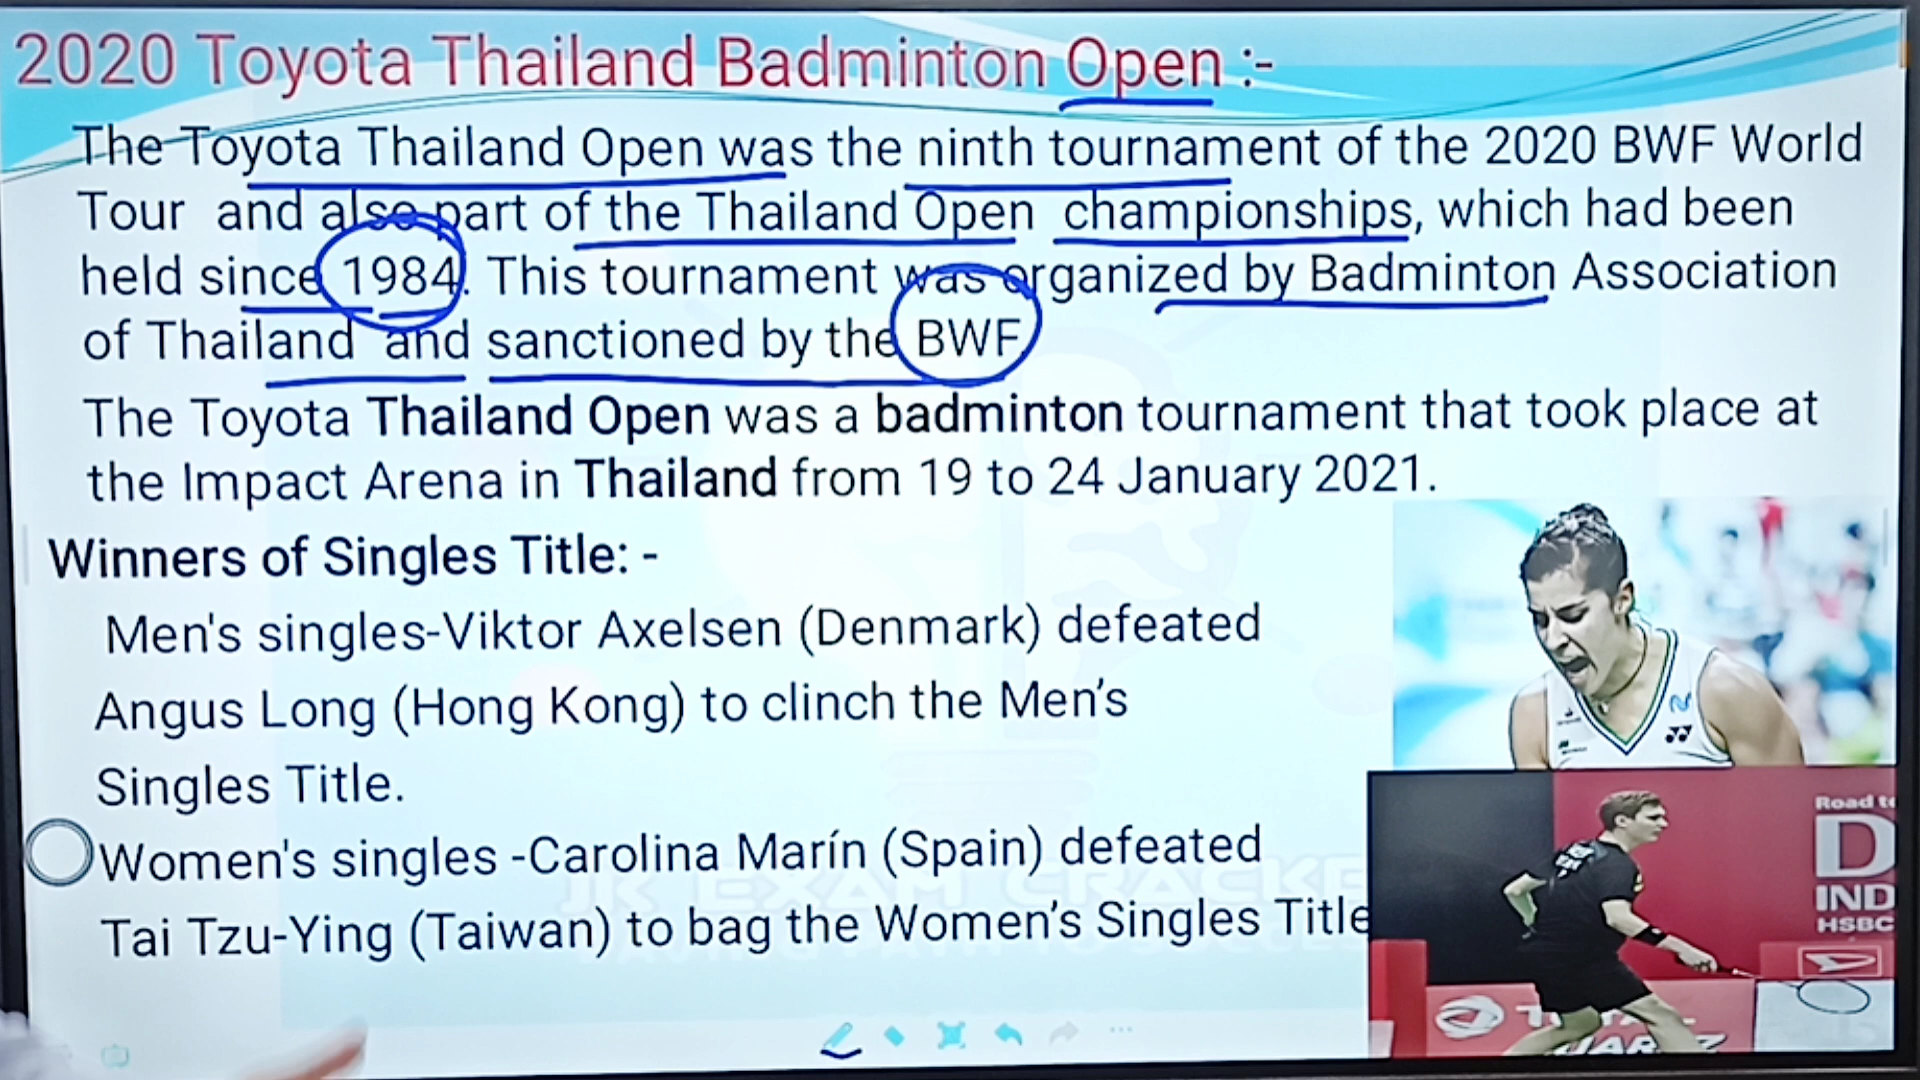 2020 Toyota Thailand Badminton Open :-
The Toyota Thailand Open was the ninth tournament of the 2020 BWF World
Tour and also part of the Thailand Open championships, which had been
held since 1984. This tournament was organized by Badminton Association
of Thailand and sanctioned by the BWF.
The Toyota Thailand Open was a badminton tournament that took place at
the Impact Arena in Thailand from 19 to 24 January 2021.
Winners of Singles Title: -
Men's singles-Viktor Axelsen (Denmark) defeated
Angus Long (Hong Kong) to clinch the Men's
Singles Title.
Women's singles -Carolina Marín (Spain) defeated
Tai Tzu-Ying (Taiwan) to bag the Women's Singles Title
JK EXAM CRACKE
Road to
D
IND
HSBC